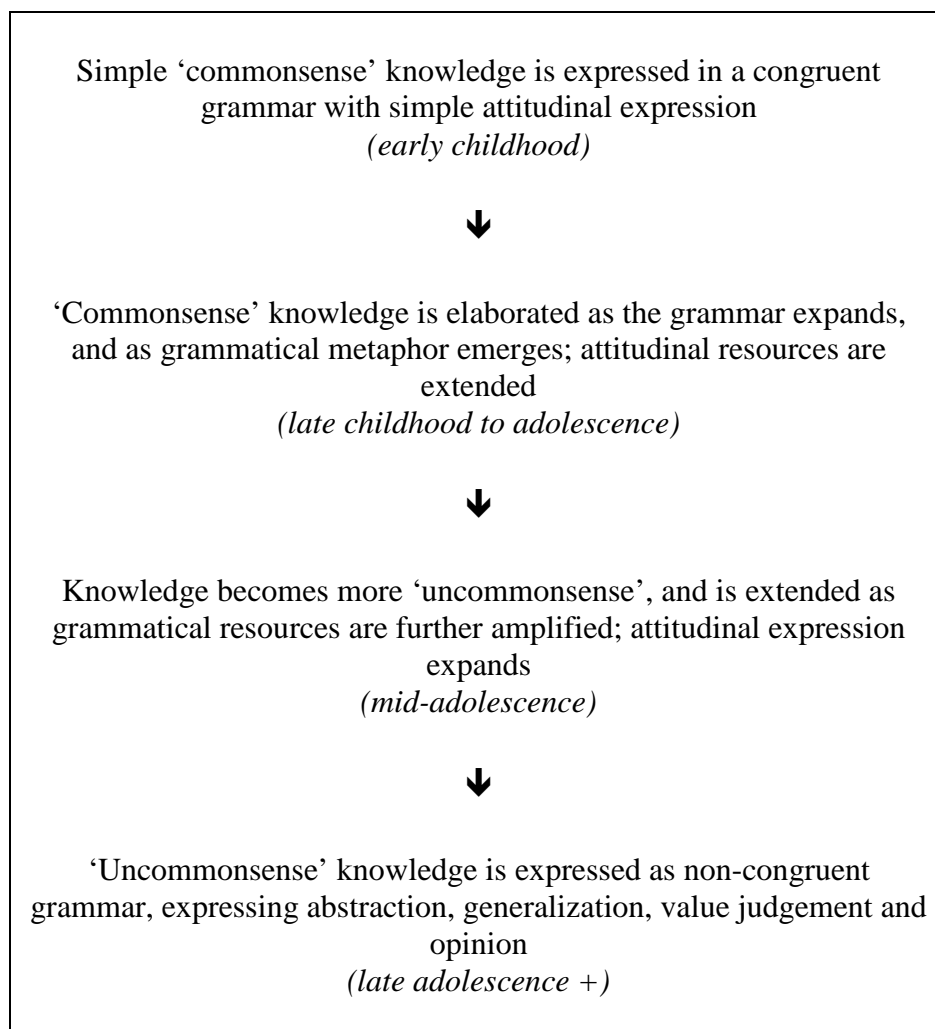 Simple ‘commonsense’ knowledge is expressed in a congruent
grammar with simple attitudinal expression
(early childhood)
‘Commonsense’ knowledge is elaborated as the grammar expands,
and as grammatical metaphor emerges; attitudinal resources are
extended
(late childhood to adolescence)
Knowledge becomes more ‘uncommonsense’, and is extended as
grammatical resources are further amplified; attitudinal expression
expands
(mid-adolescence)
‘Uncommonsense’ knowledge is expressed as non-congruent
grammar, expressing abstraction, generalization, value judgement and
opinion
(late adolescence +)